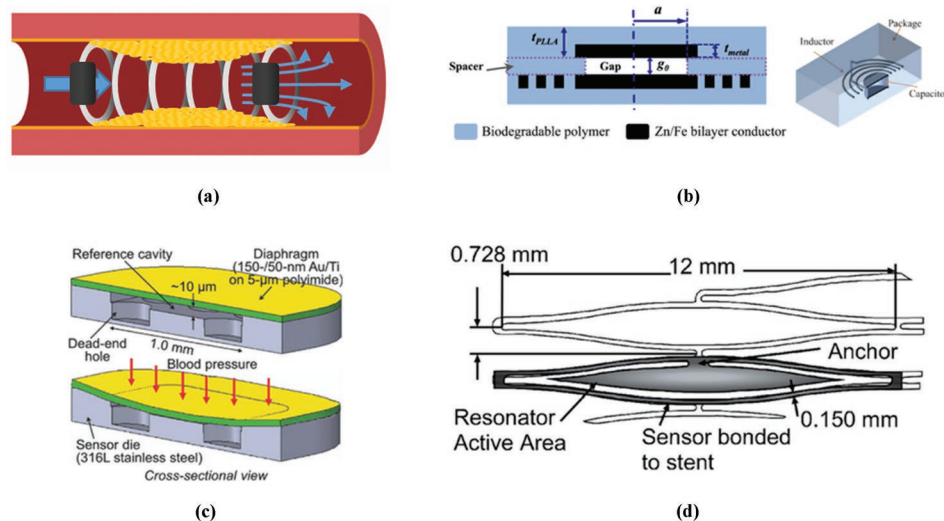 (a)
a
t_PLLA
t_metal
Spacer
Gap
g_0
Biodegradable polymer
Zn/Fe bilayer conductor
Package
Inductor
Capacito
(b)
Reference cavity
Diaphragm
(150-/50-nm Au/Ti
on 5-μm polyimide)
~10 μm
Dead-end
hole
1.0 mm
Blood pressure
Sensor die
(316L stainless steel)
Cross-sectional view
(c)
0.728 mm
12 mm
Anchor
Resonator
Active Area
0.150 mm
Sensor bonded
to stent
(d)